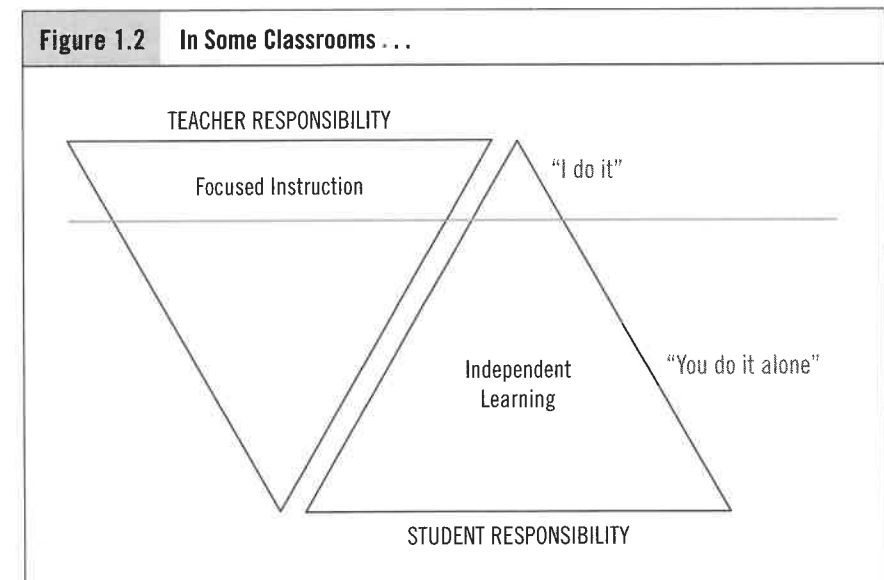 Figure 1.2 In Some Classrooms . . .
TEACHER RESPONSIBILITY
Focused Instruction
“I do it”
Independent
Learning
“You do it alone”
STUDENT RESPONSIBILITY